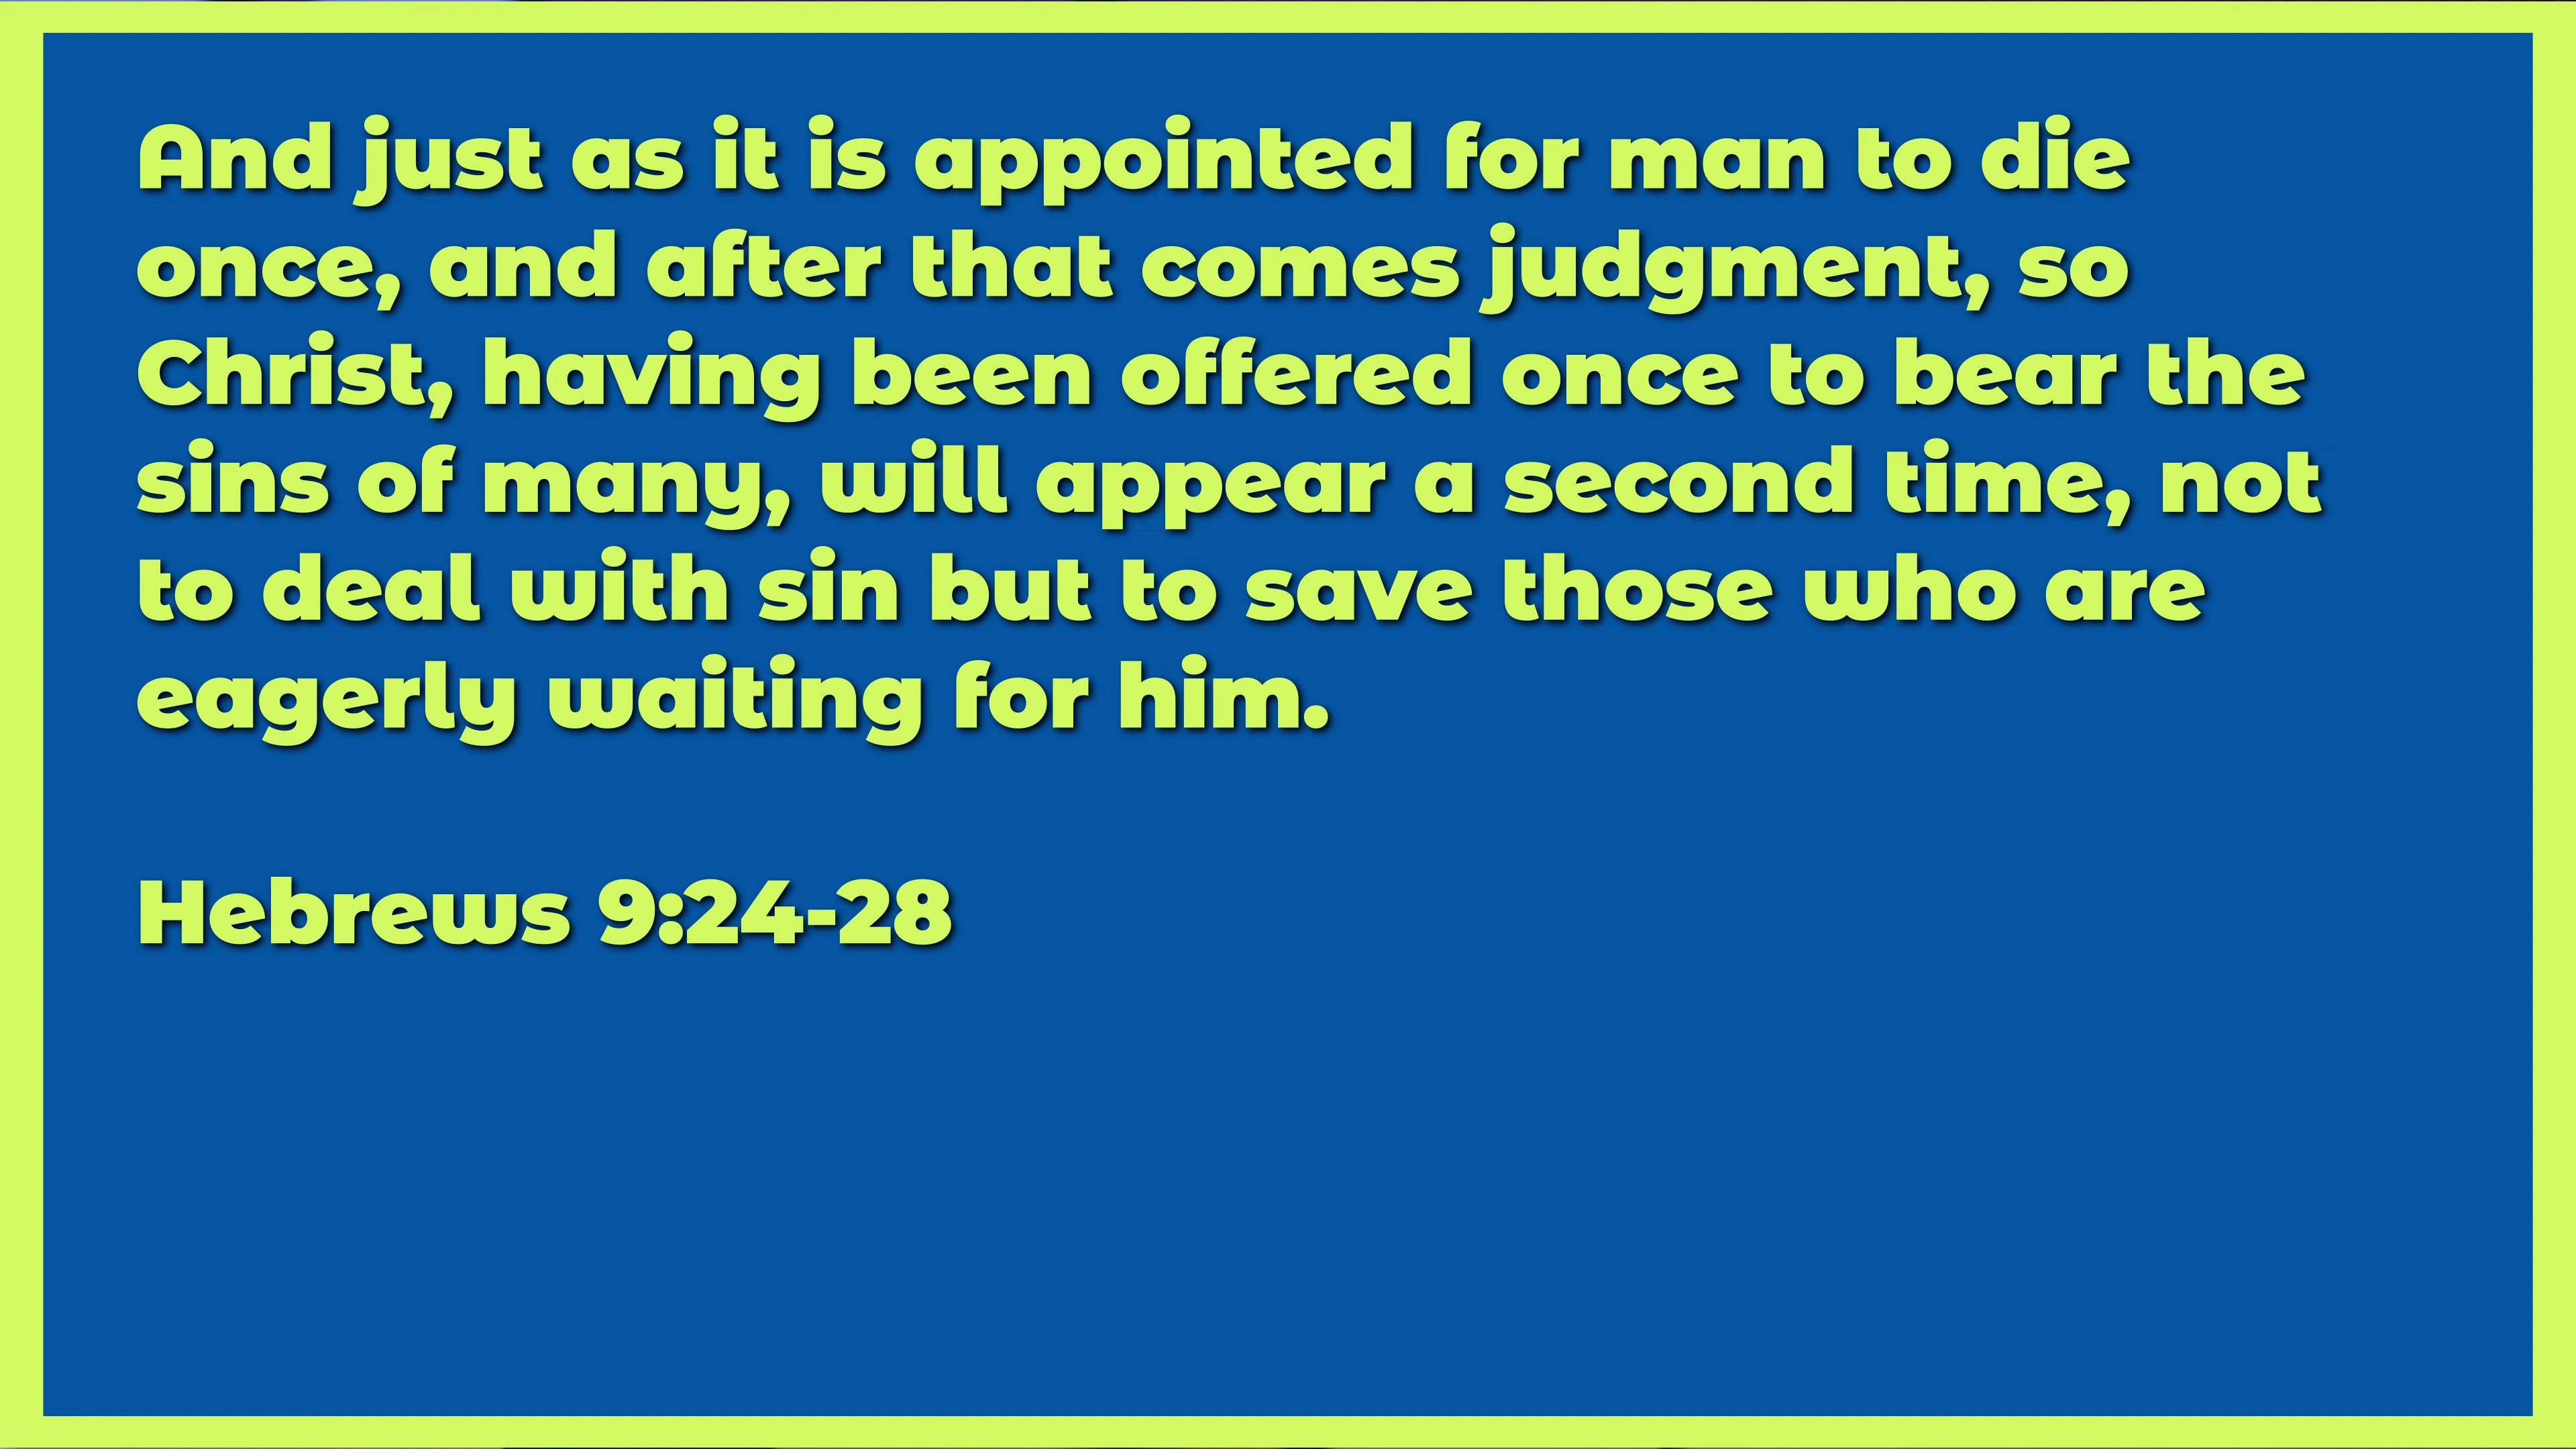 And just as it is appointed for man to die
once, and after that comes judgment, so
Christ, having been offered once to bear the
sins of many, will appear a second time, not
to deal with sin but to save those who are
eagerly waiting for him.
Hebrews 9:24-28